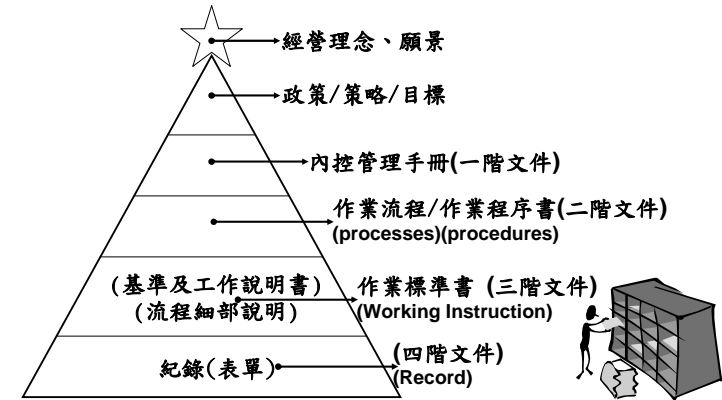 經營理念、願景
政策/策略/目標
內控管理手冊(一階文件)
作業流程/作業程序書(二階文件)
(processes)(procedures)
(基準及工作說明書)
(流程細部說明)
作業標準書 (三階文件)
(Working Instruction)
紀錄(表單)
(四階文件)
(Record)